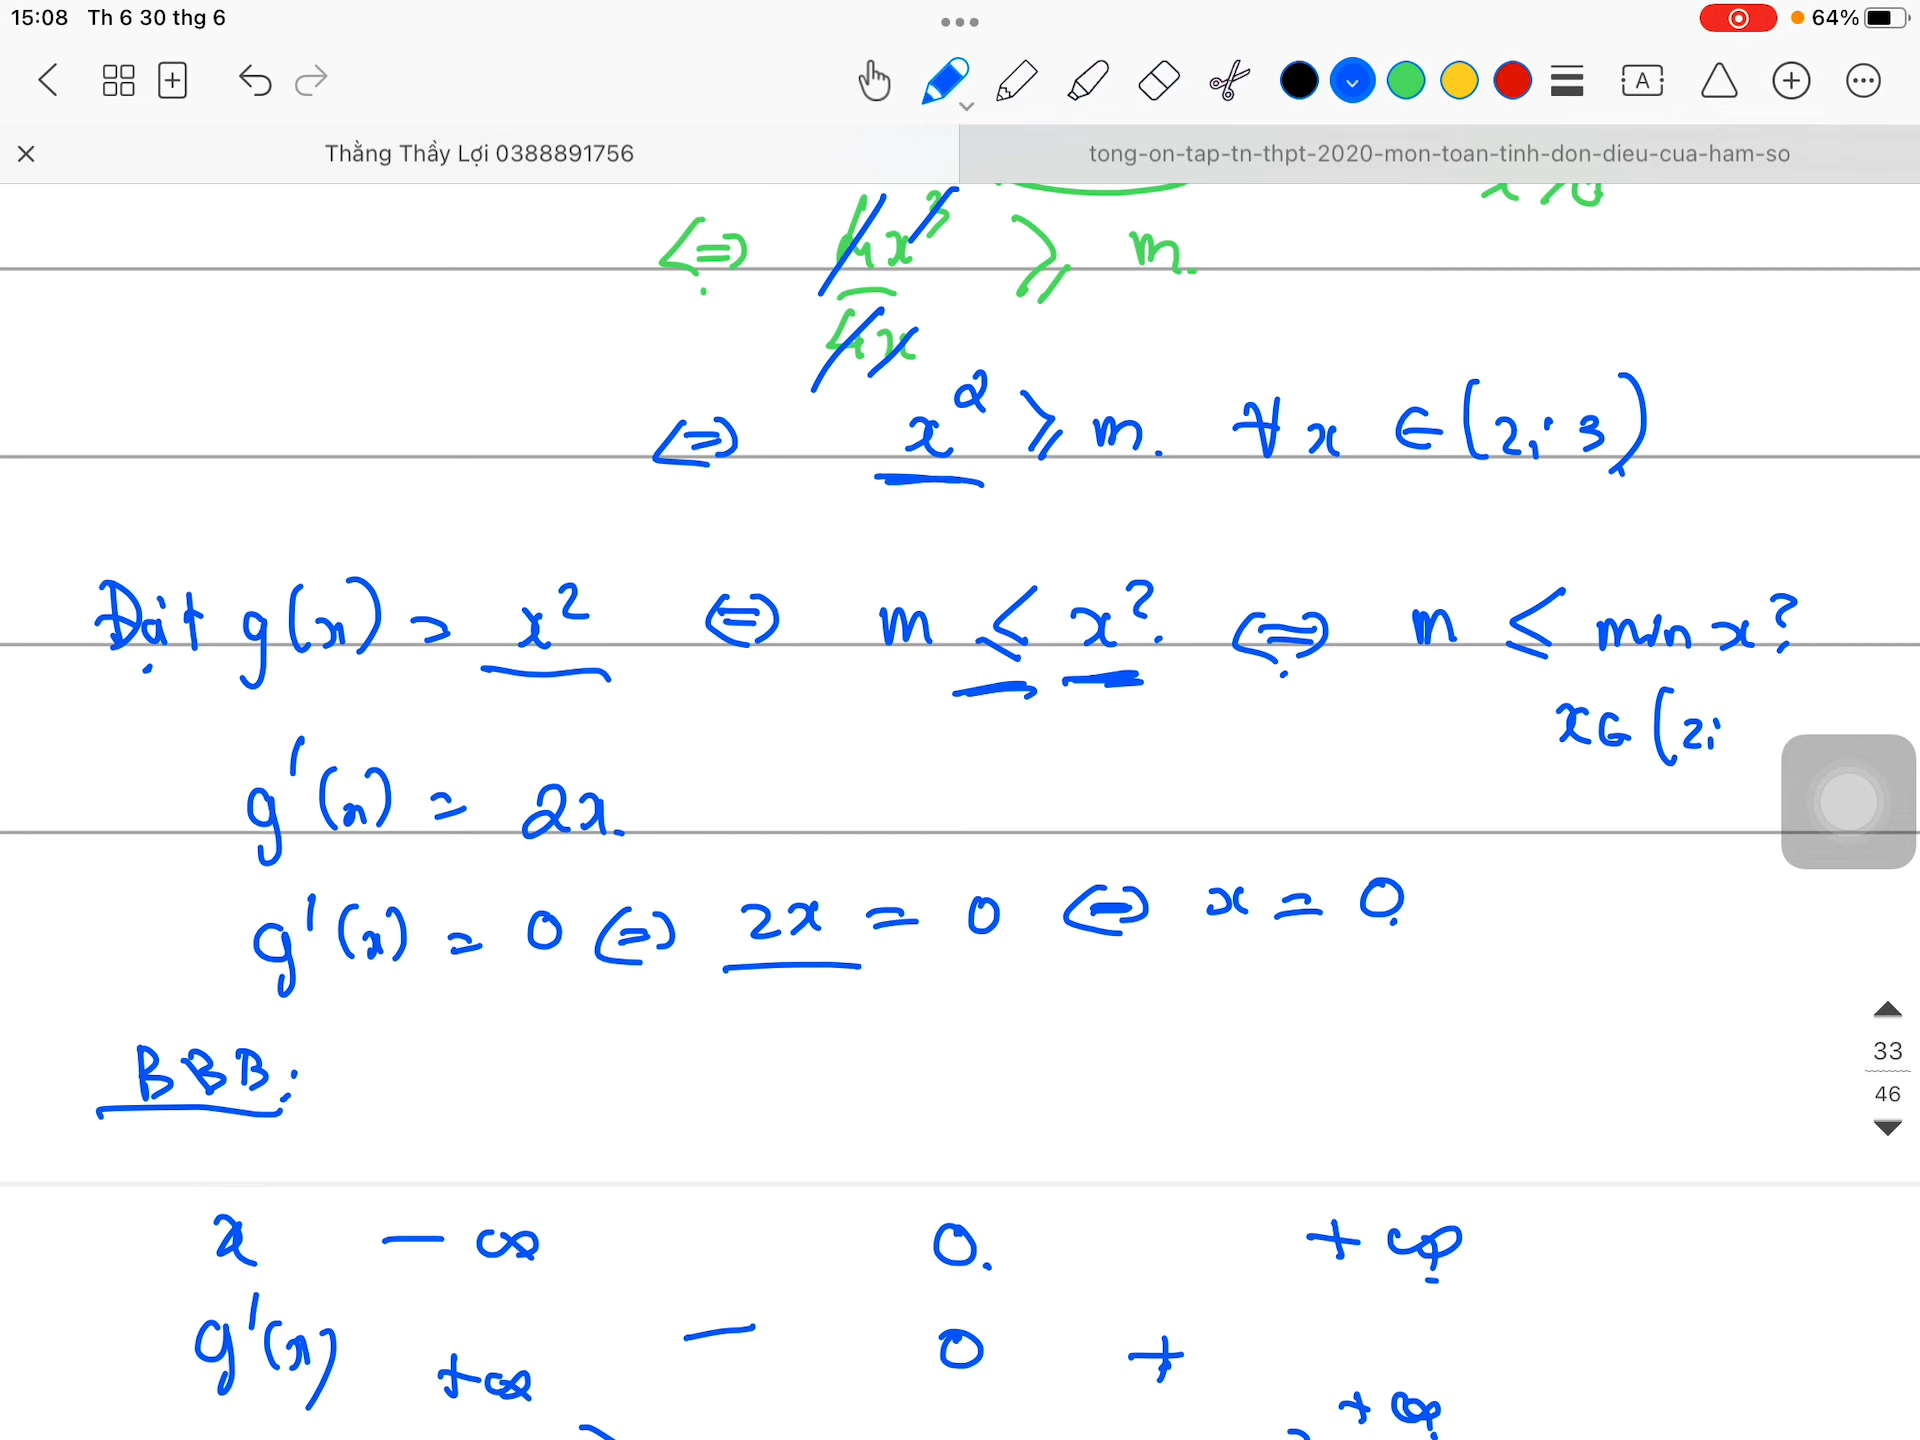 15:08 Th 6 30 thg 6 64%
Thằng Thầy Lợi 0388891756 tong-on-tap-tn-thpt-2020-mon-toan-tinh-don-dieu-cua-ham-so
⇔ 4x³ / 4x ⩾ m.
⇔ x² ⩾ m. ∀x ∈ (2; 3)
Đặt g(x) = x² ⇔ m ≤ x². ⇔ m ≤ min x².
x ∈ (2;
g'(x) = 2x.
g'(x) = 0 ⇔ 2x = 0 ⇔ x = 0.
BBB:
33
46
x -∞ 0. +∞
g'(x) - 0 +
+∞ +∞